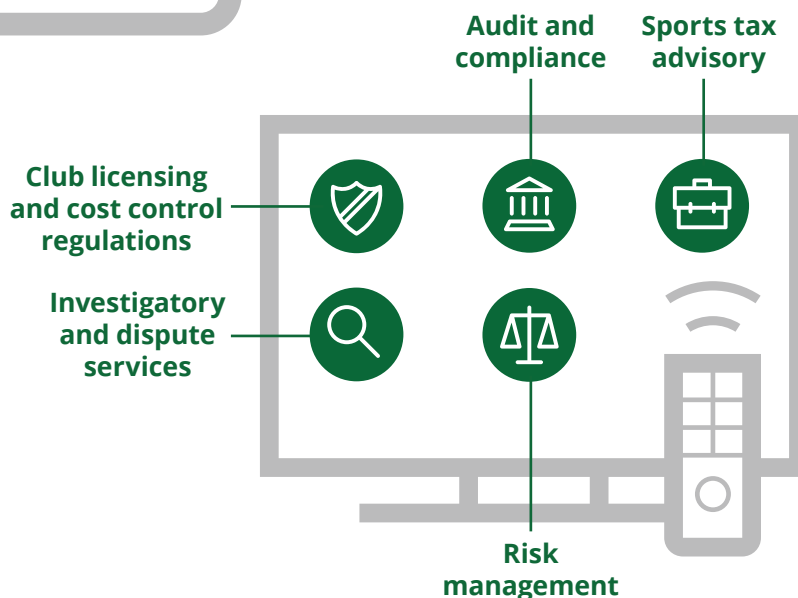 Audit and
compliance
Sports tax
advisory
Club licensing
and cost control
regulations
Investigatory
and dispute
services
Risk
management